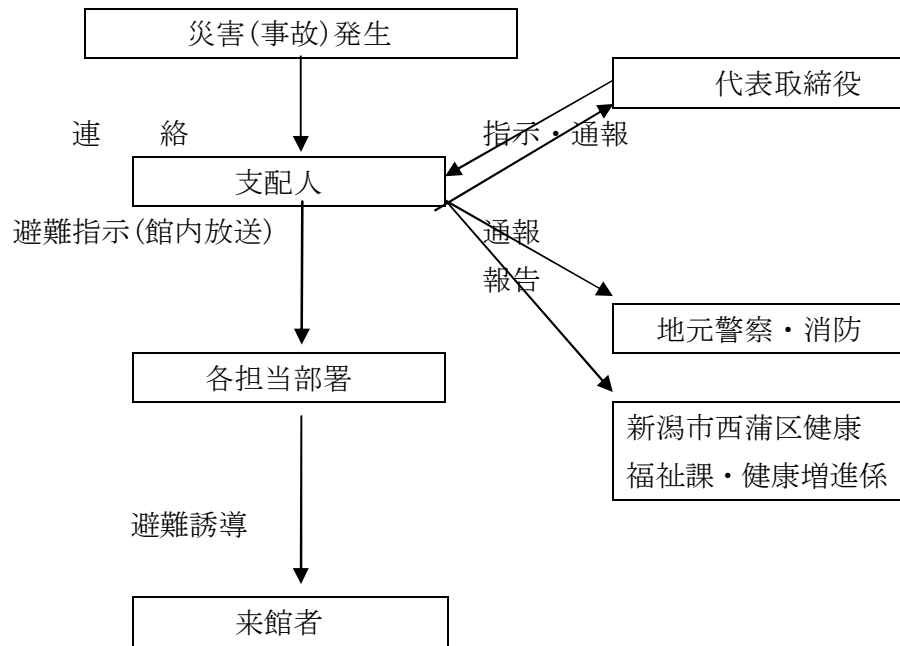 災害(事故)発生
代表取締役
連　　絡
指示・通報
支配人
避難指示(館内放送)
通報
報告
地元警察・消防
各担当部署
新潟市西蒲区健康
福祉課・健康増進係
避難誘導
来館者